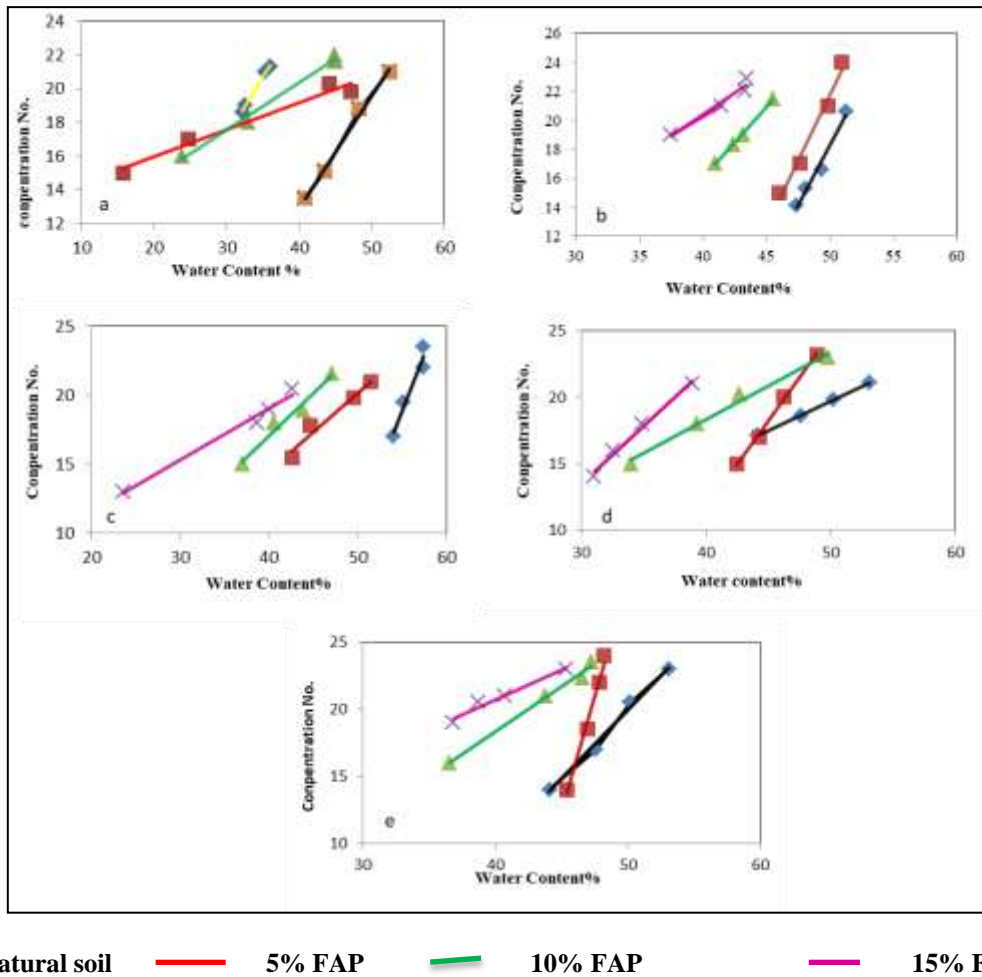 24
22
20
18
16
14
12
conpentration No.
a
10 20 30 40 50 60
Water Content %
26
24
22
20
18
16
14
12
Conpentration No.
b
30 35 40 45 50 55 60
Water Content%
25
20
15
10
Conpentration No.
c
20 30 40 50 60
Water Content%
25
20
15
10
Conpentration No.
d
30 40 50 60
Water content%
25
20
15
10
Conpentration No.
e
30 40 50 60
Water Content%
atural soil 5% FAP 10% FAP 15% F